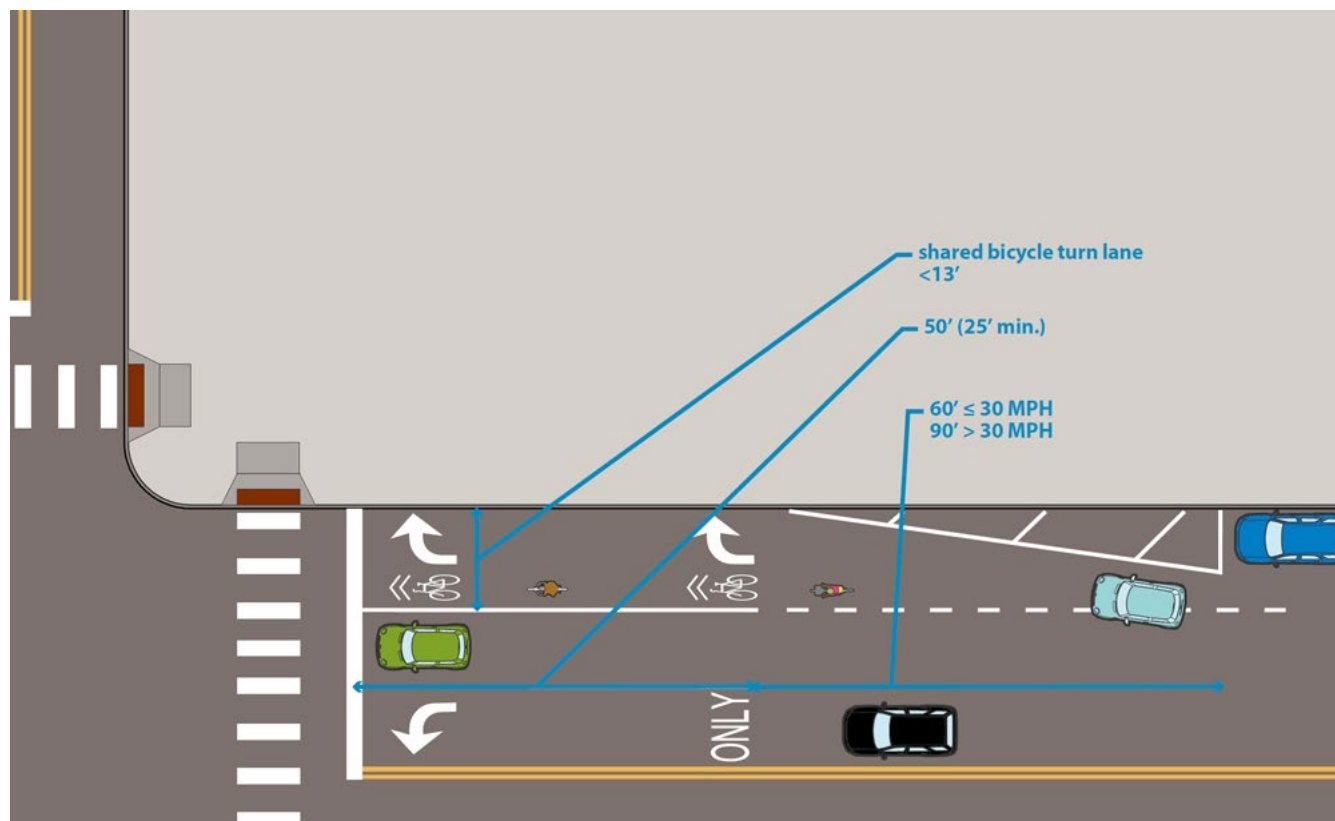 shared bicycle turn lane
<13’
50’ (25’ min.)
60’ ≤ 30 MPH
90’ > 30 MPH
ONLY